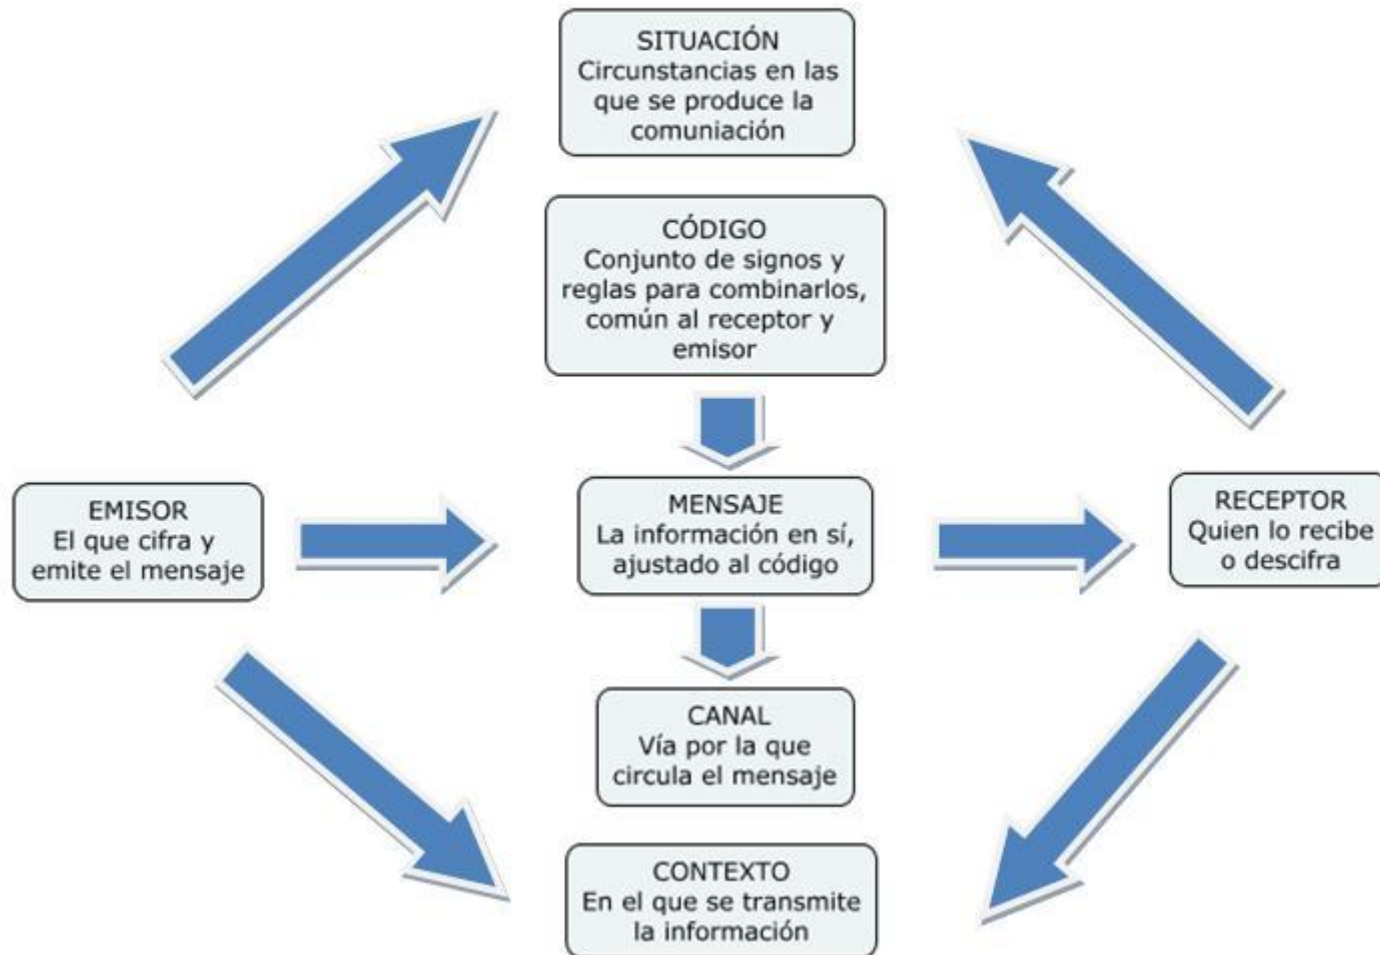 SITUACIÓN
Circunstancias en las
que se produce la
comuniación
CÓDIGO
Conjunto de signos y
reglas para combinarlos,
común al receptor y
emisor
EMISOR
El que cifra y
emite el mensaje
MENSAJE
La información en sí,
ajustado al código
RECEPTOR
Quien lo recibe
o descifra
CANAL
Vía por la que
circula el mensaje
CONTEXTO
En el que se transmite
la información